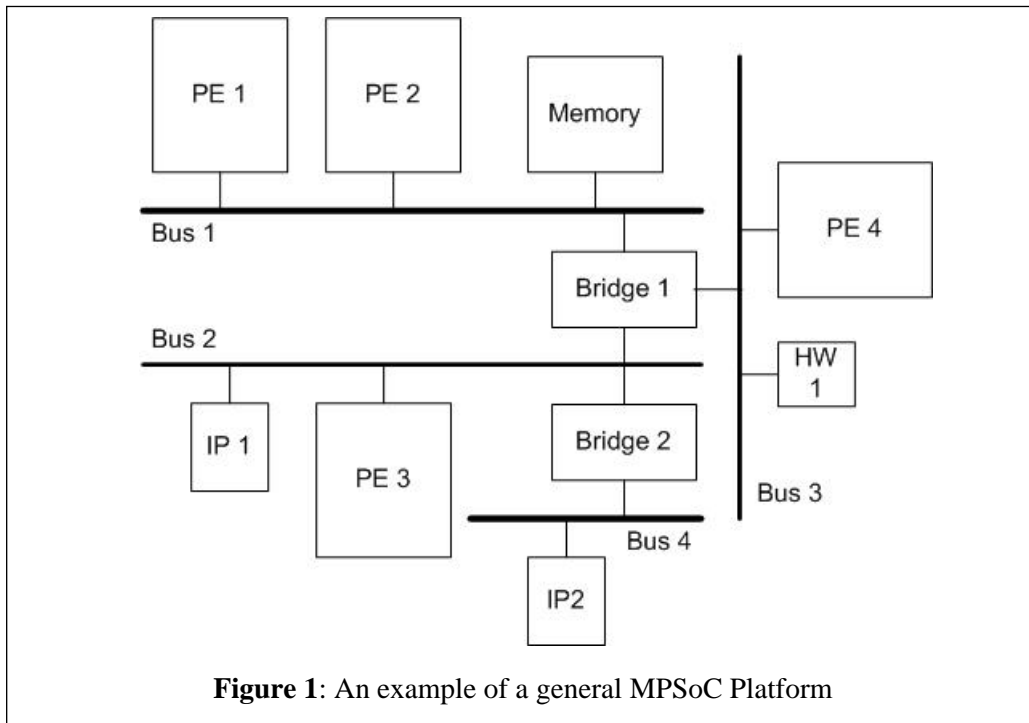 PE 1
PE 2
Memory
Bus 1
PE 4
Bridge 1
Bus 2
HW
1
IP 1
PE 3
Bridge 2
Bus 3
Bus 4
IP2
Figure 1: An example of a general MPSoC Platform